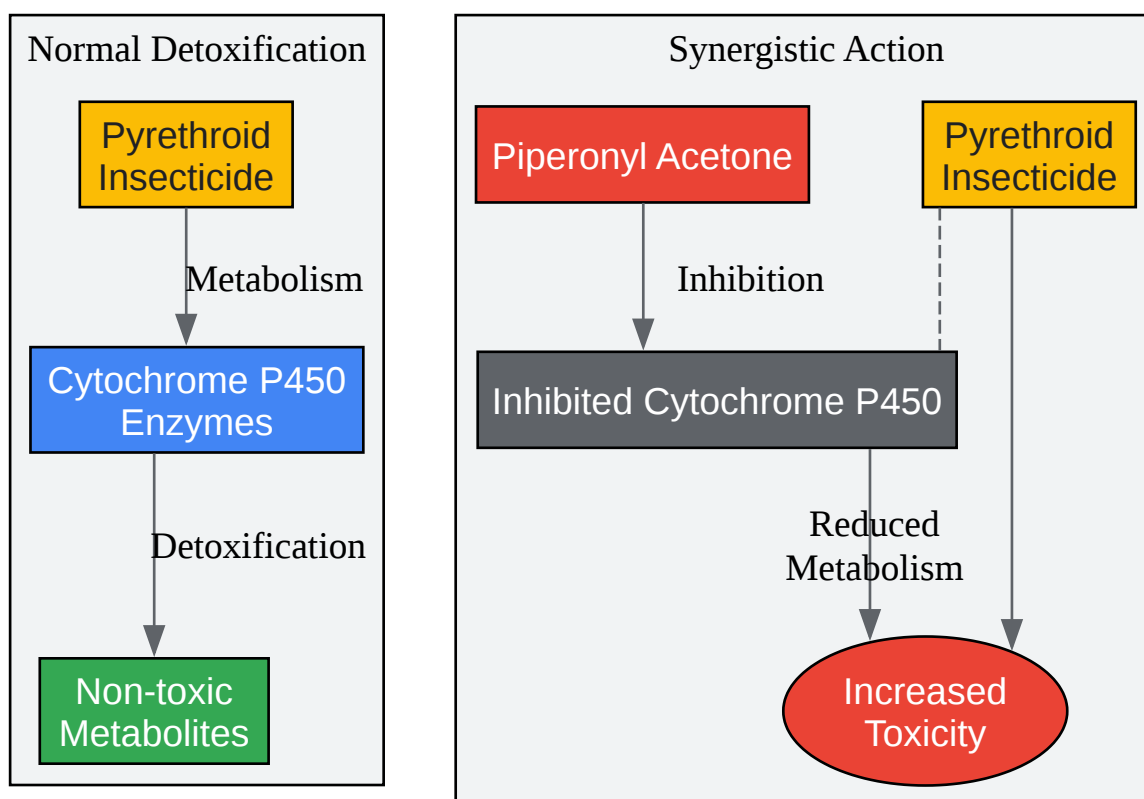 Normal Detoxification
Pyrethroid
Insecticide
Metabolism
Cytochrome P450
Enzymes
Detoxification
Non-toxic
Metabolites
Synergistic Action
Piperonyl Acetone
Pyrethroid
Insecticide
Inhibition
Inhibited Cytochrome P450
Reduced
Metabolism
Increased
Toxicity